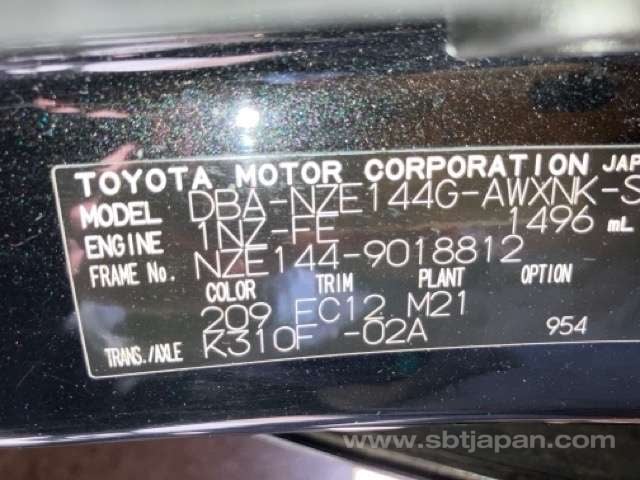 TOYOTA MOTOR CORPORATION JAP
MODEL DBA-NZE144G-AWXNK-S
ENGINE 1NZ-FE 1496 mL
FRAME No. NZE144-9018812
COLOR TRIM PLANT OPTION
209 FC12 M21
TRANS./AXLE K310F -02A 954
www.sbtjapan.com